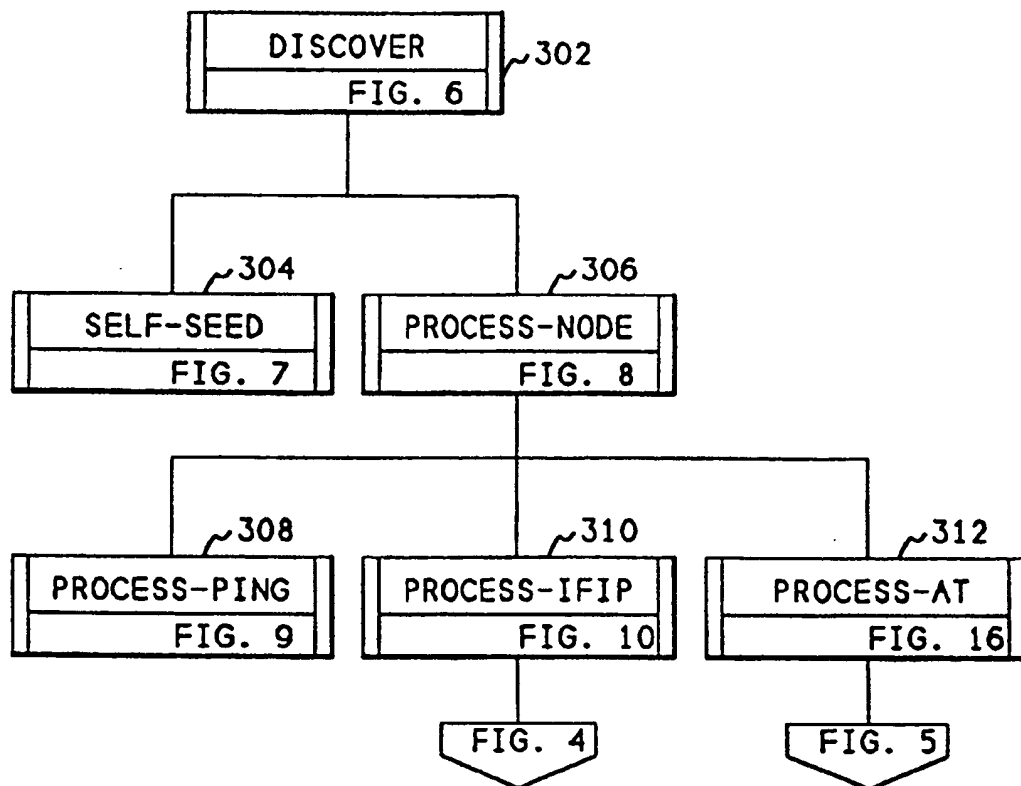 DISCOVER
FIG. 6
302
304
306
SELF-SEED
FIG. 7
PROCESS-NODE
FIG. 8
308
310
312
PROCESS-PING
FIG. 9
PROCESS-IFIP
FIG. 10
PROCESS-AT
FIG. 16
FIG. 4
FIG. 5